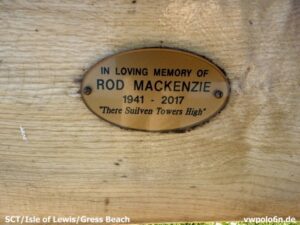 IN LOVING MEMORY OF
ROD MACKENZIE
1941 - 2017
"There Suilven Towers High"
SCT/Isle of Lewis/Gress Beach
vwpolo6n.de